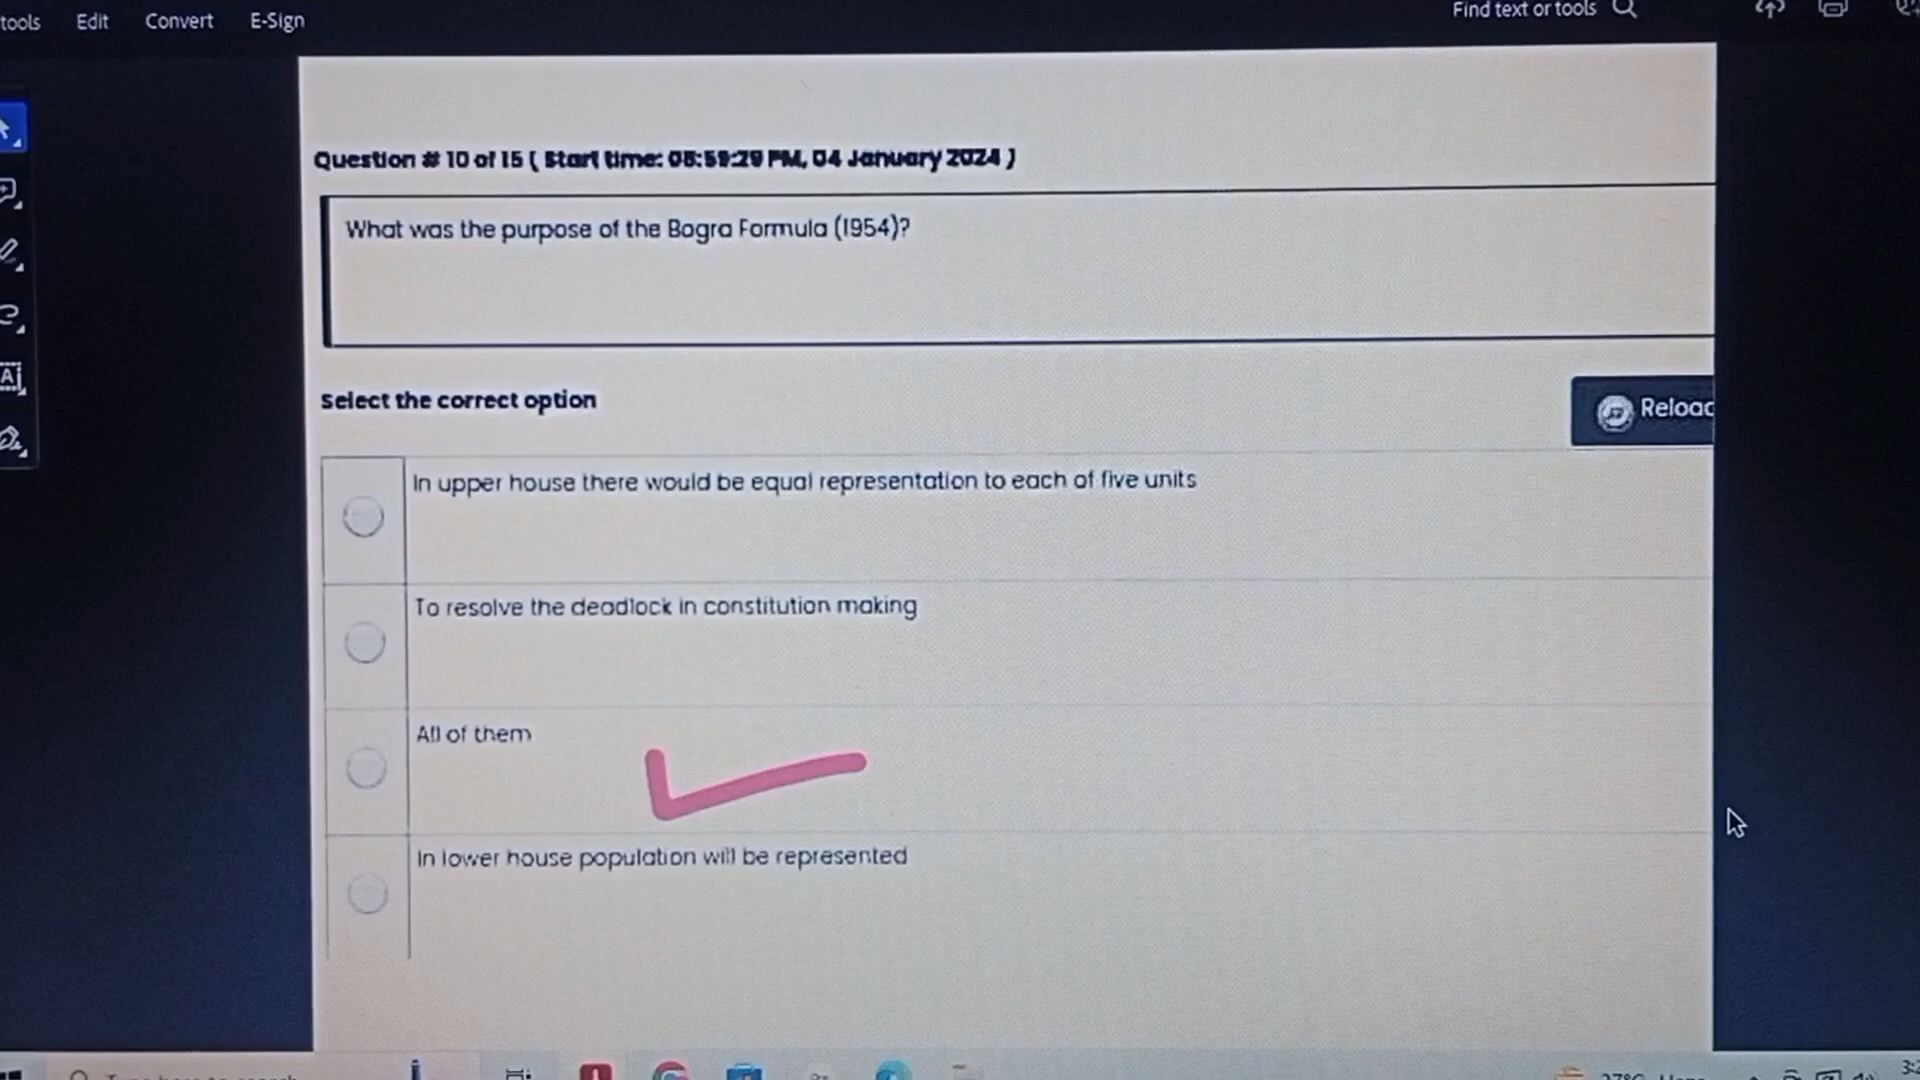 tools Edit Convert E-Sign Find text or tools
Question # 10 of 15 ( Start time: 05:59:29 PM, 04 January 2024 )
What was the purpose of the Bogra Formula (1954)?
Select the correct option
Reload
In upper house there would be equal representation to each of five units
To resolve the deadlock in constitution making
All of them
In lower house population will be represented